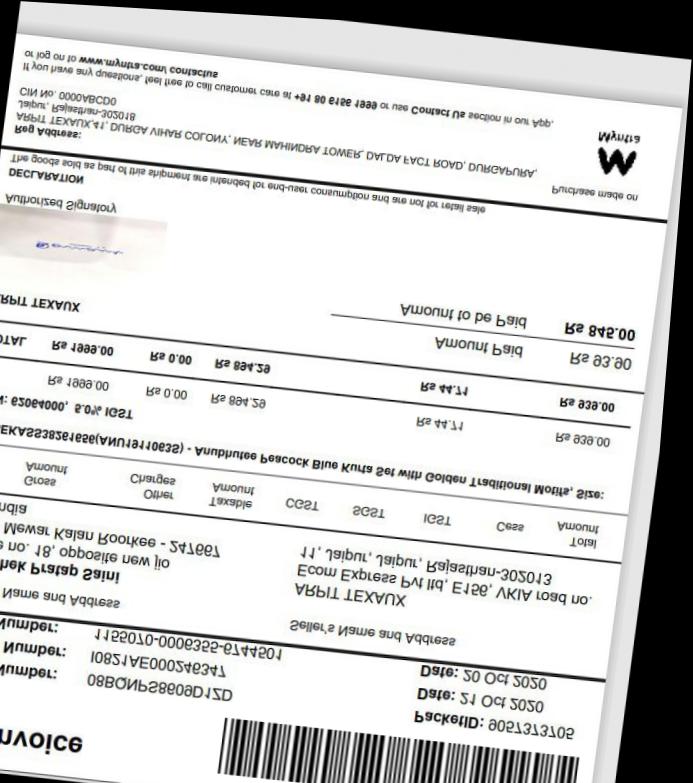 nvoice
PacketID: 9057373705
Number: 08BQNPS8609D1ZD
Date: 21 Oct 2020
Number: I0821AE000246347
Date: 20 Oct 2020
Number: 1155070-0006355-6744501
Name and Address
Seller's Name and Address
hek Pratap Saini
ARPIT TEXAUX
e no. 18, opposite new jio
Ecom Express Pvt ltd, E156, VKIA road no.
Mewar Kalan Roorkee - 247667
11, Jaipur, Jaipur, Rajasthan-302013
ndia
Gross Amount Other Charges Taxable Amount CGST SGST IGST Cess Total Amount
EKASS38261656(ANU19110635) - Anubhutee Peacock Blue Kurta Set with Golden Traditional Motifs, Size:
N: 62064000, 5.0% IGST
Rs 1999.00 Rs 0.00 Rs 894.29 Rs 44.71 Rs 939.00
OTAL Rs 1999.00 Rs 0.00 Rs 894.29 Rs 44.71 Rs 939.00
Amount Paid Rs 93.90
Amount to be Paid Rs 845.00
RPIT TEXAUX
Authorized Signatory
DECLARATION
The goods sold as part of this shipment are intended for end-user consumption and are not for retail sale
Reg Address:
ARPIT TEXAUX,41, DURGA VIHAR COLONY, NEAR MAHINDRA TOWER, DALDA FACT ROAD, DURGAPURA,
Jaipur, Rajasthan-302018
CIN No. 0000ABCD0
Purchase made on
Myntra
If you have any questions, feel free to call customer care at +91 80 6156 1999 or use Contact Us section in our App,
or log on to www.myntra.com/ contactus